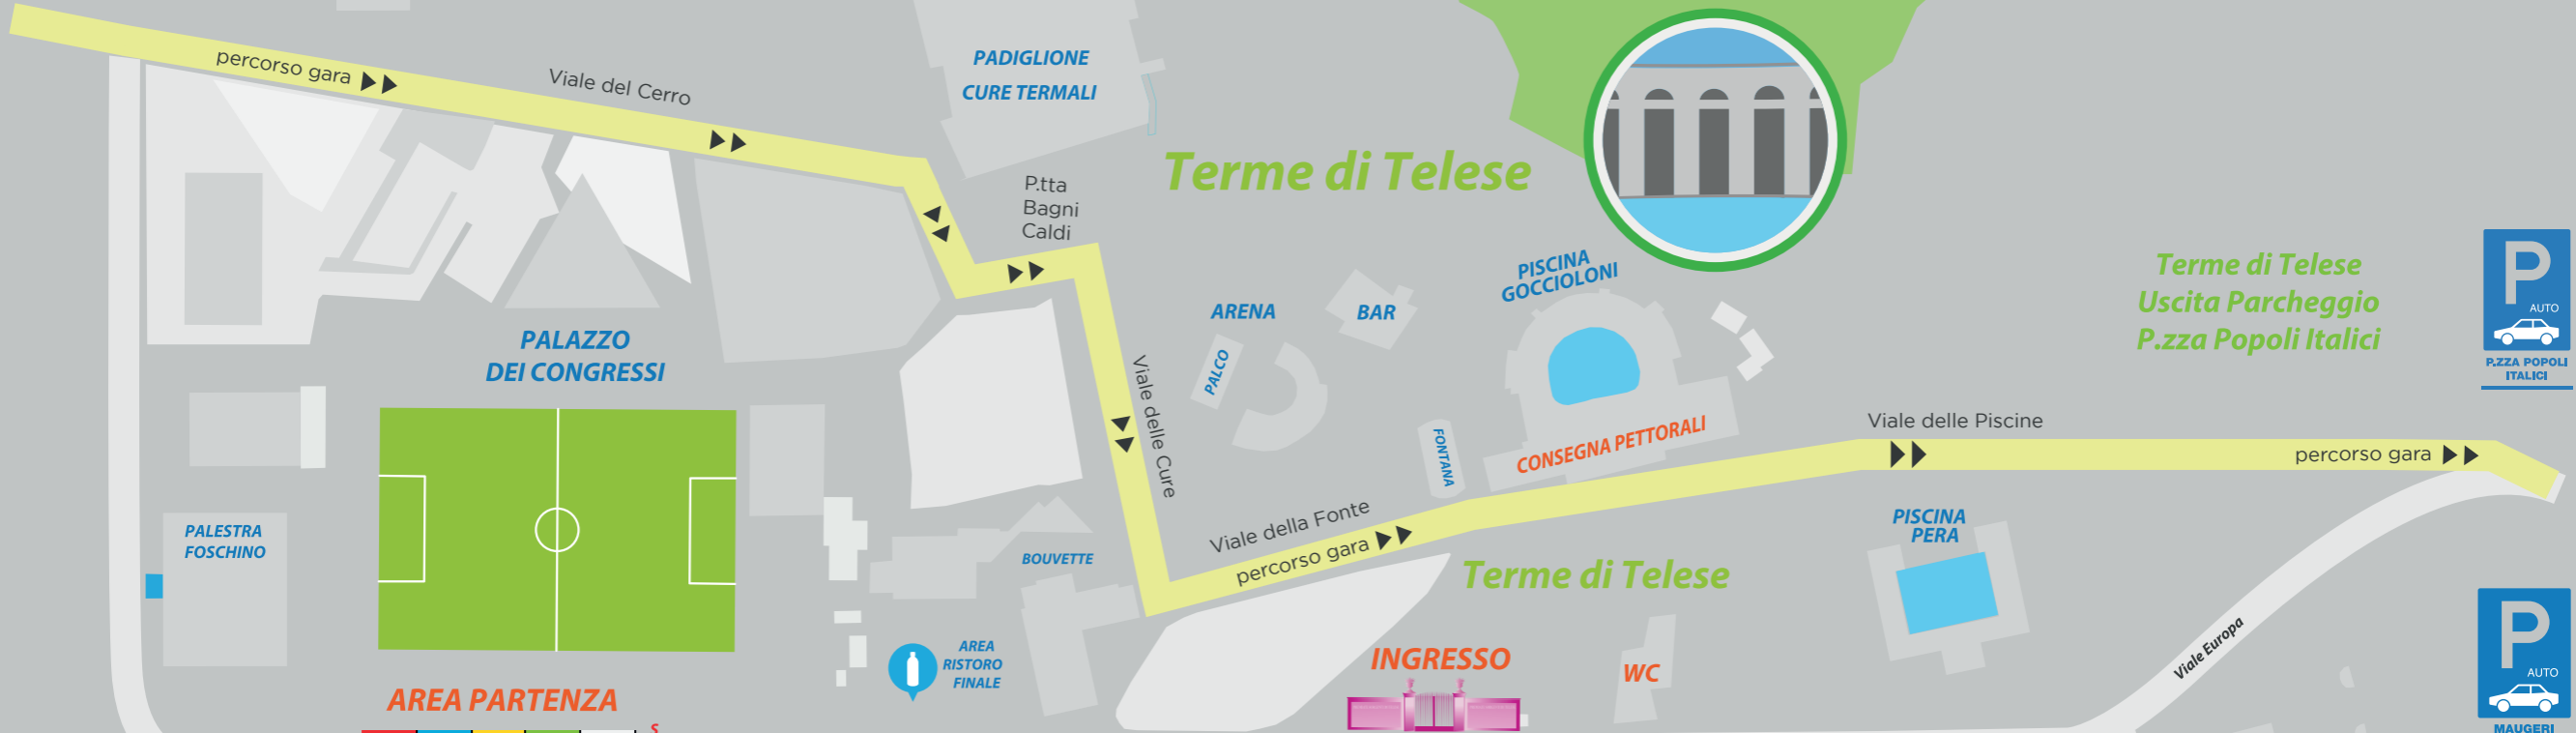 percorso gara
Viale del Cerro
PADIGLIONE
CURE TERMALI
P.tta
Bagni
Caldi
Terme di Telese
PISCINA
GOCCIOLONI
Terme di Telese
Uscita Parcheggio
P.zza Popoli Italici
P
AUTO
P.ZZA POPOLI
ITALICI
PALAZZO
DEI CONGRESSI
ARENA
BAR
PALCO
Viale delle Cure
FONTANA
CONSEGNA PETTORALI
Viale delle Piscine
percorso gara
PALESTRA
FOSCHINO
BOUVETTE
Viale della Fonte
percorso gara
Terme di Telese
PISCINA
PERA
Viale Europa
AREA
RISTORO
FINALE
INGRESSO
WC
AREA PARTENZA
S
P
AUTO
MAUGERI